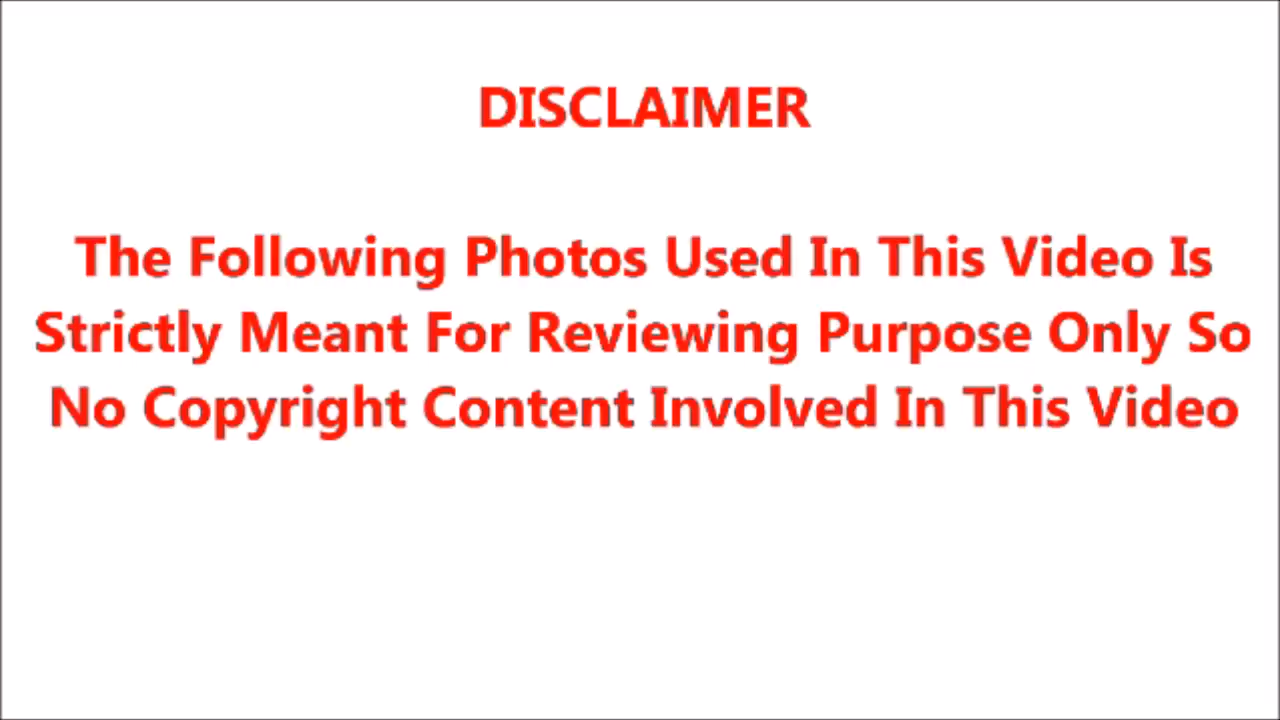 DISCLAIMER
The Following Photos Used In This Video Is
Strictly Meant For Reviewing Purpose Only So
No Copyright Content Involved In This Video